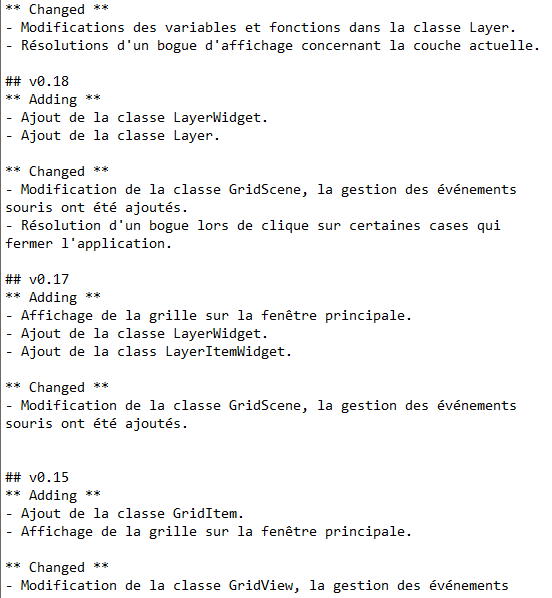 ** Changed **
- Modifications des variables et fonctions dans la classe Layer.
- Résolutions d'un bogue d'affichage concernant la couche actuelle.
## v0.18
** Adding **
- Ajout de la classe LayerWidget.
- Ajout de la classe Layer.
** Changed **
- Modification de la classe GridScene, la gestion des événements
souris ont été ajoutés.
- Résolution d'un bogue lors de clique sur certaines cases qui
fermer l'application.
## v0.17
** Adding **
- Affichage de la grille sur la fenêtre principale.
- Ajout de la classe LayerWidget.
- Ajout de la class LayerItemWidget.
** Changed **
- Modification de la classe GridScene, la gestion des événements
souris ont été ajoutés.
## v0.15
** Adding **
- Ajout de la classe GridItem.
- Affichage de la grille sur la fenêtre principale.
** Changed **
- Modification de la classe GridView, la gestion des événements